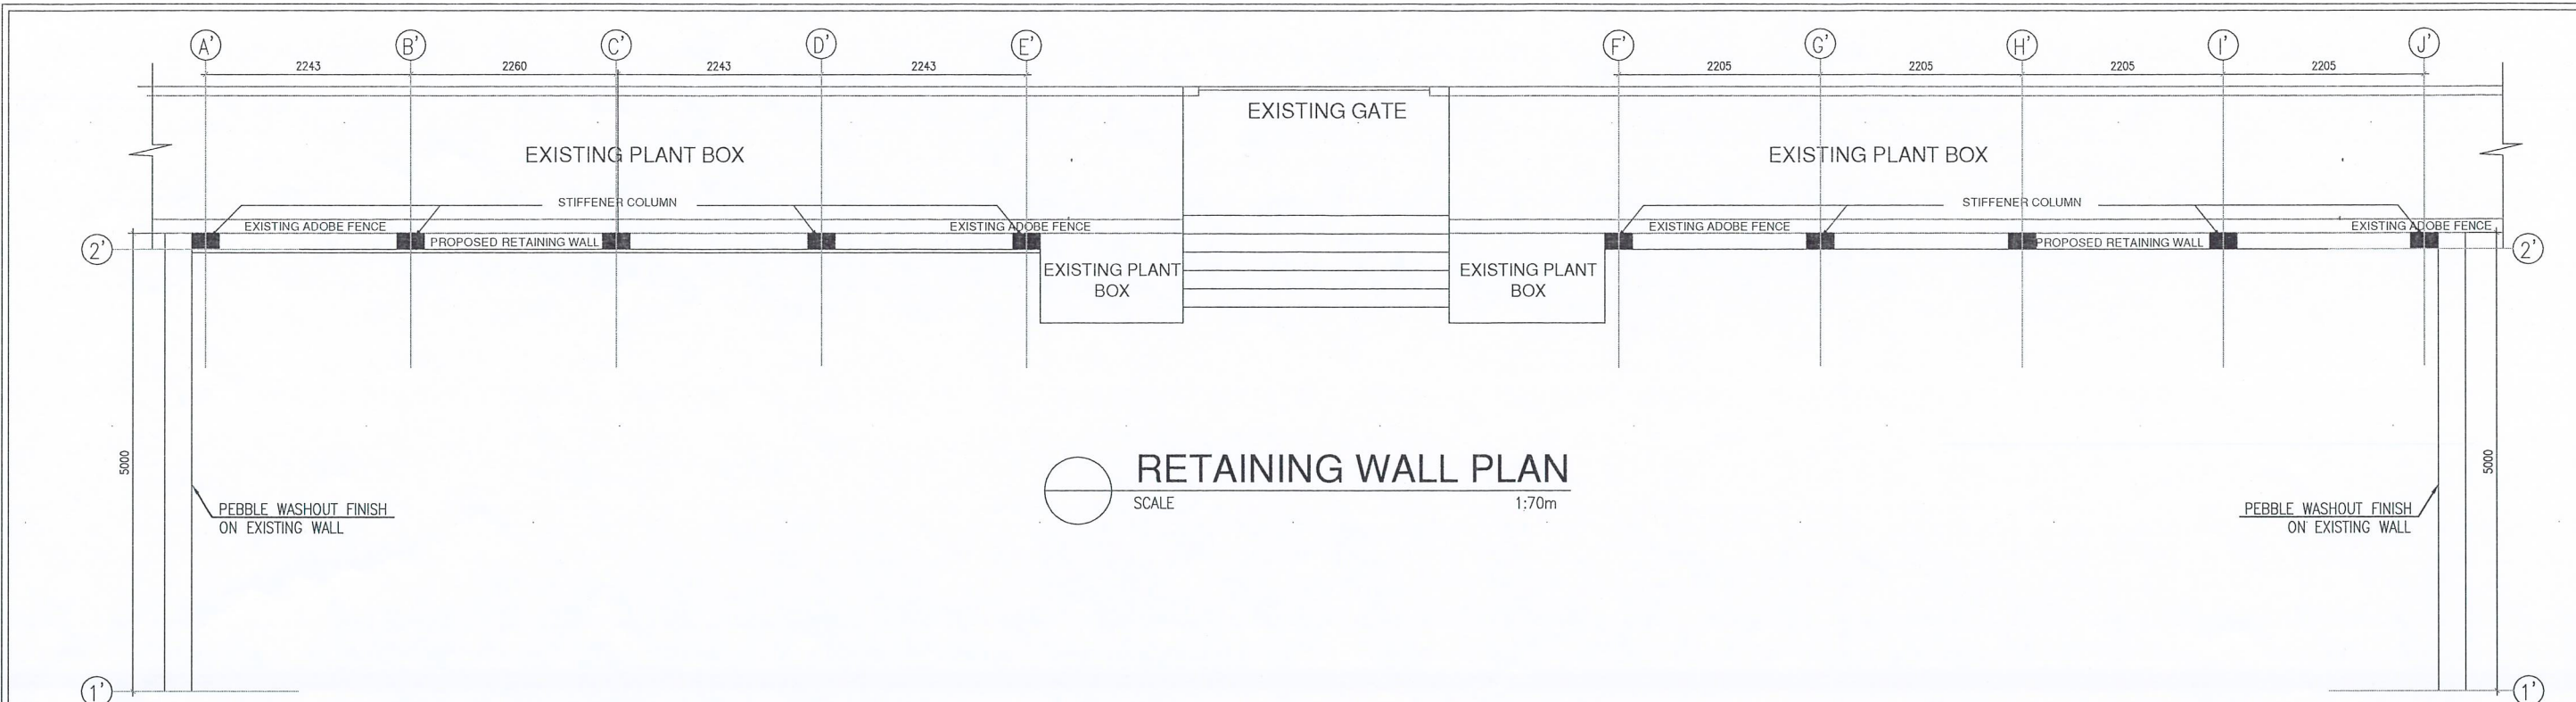 A' B' C' D' E' F' G' H' I' J'
2243 2260 2243 2243 2205 2205 2205 2205
EXISTING GATE
EXISTING PLANT BOX EXISTING PLANT BOX
STIFFENER COLUMN STIFFENER COLUMN
EXISTING ADOBE FENCE EXISTING ADOBE FENCE EXISTING ADOBE FENCE EXISTING ADOBE FENCE
2' PROPOSED RETAINING WALL PROPOSED RETAINING WALL 2'
EXISTING PLANT EXISTING PLANT
BOX BOX
5000 RETAINING WALL PLAN 5000
SCALE 1:70m
PEBBLE WASHOUT FINISH PEBBLE WASHOUT FINISH
ON EXISTING WALL ON EXISTING WALL
1' 1'